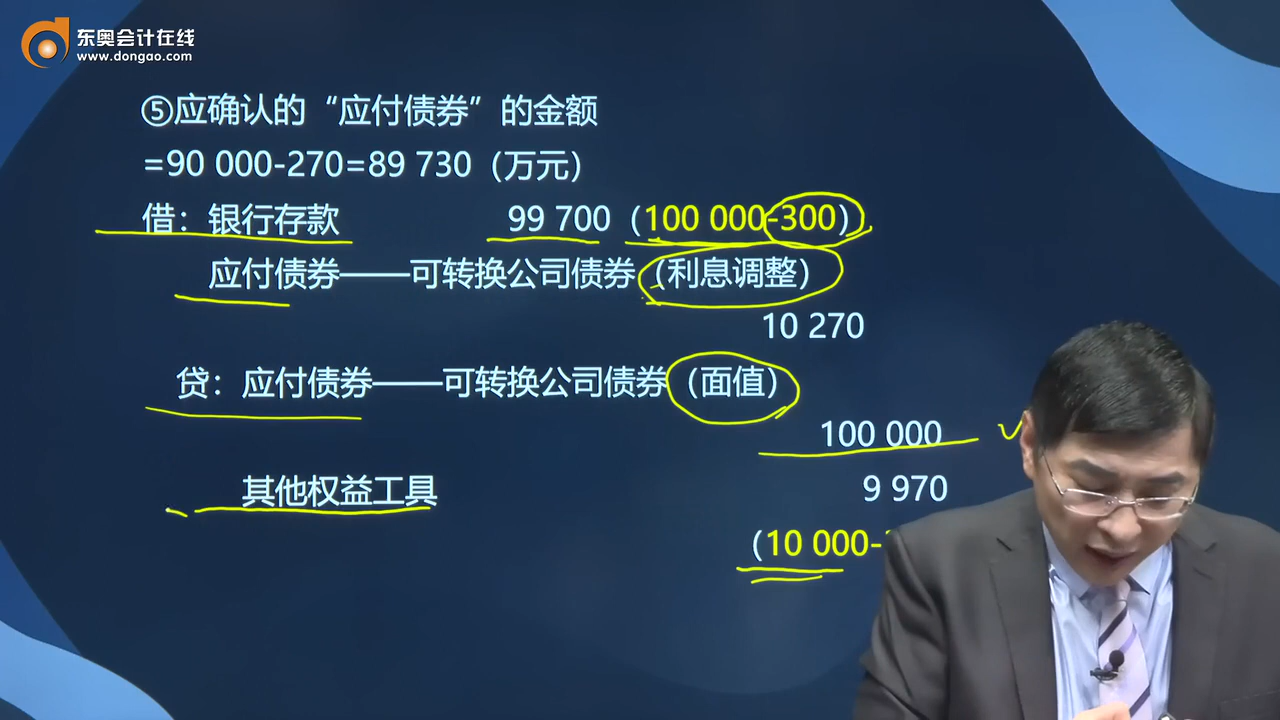 东奥会计在线
www.dongao.com
⑤应确认的“应付债券”的金额
=90 000-270=89 730（万元）
借：银行存款 99 700（100 000-300）
应付债券——可转换公司债券（利息调整）
10 270
贷：应付债券——可转换公司债券（面值）
100 000
其他权益工具 9 970
（10 000-